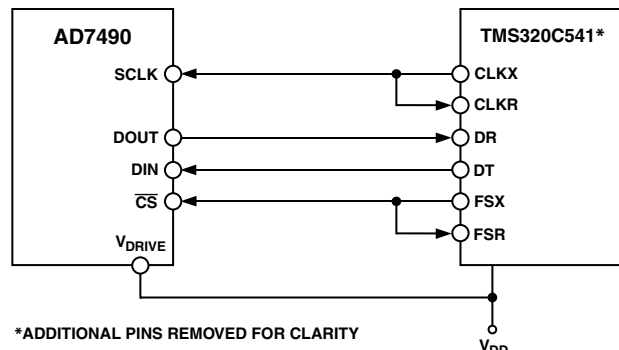 AD7490
TMS320C541*
SCLK
CLKX
CLKR
DOUT
DR
DIN
DT
CS
FSX
FSR
VDRIVE
*ADDITIONAL PINS REMOVED FOR CLARITY
VDD